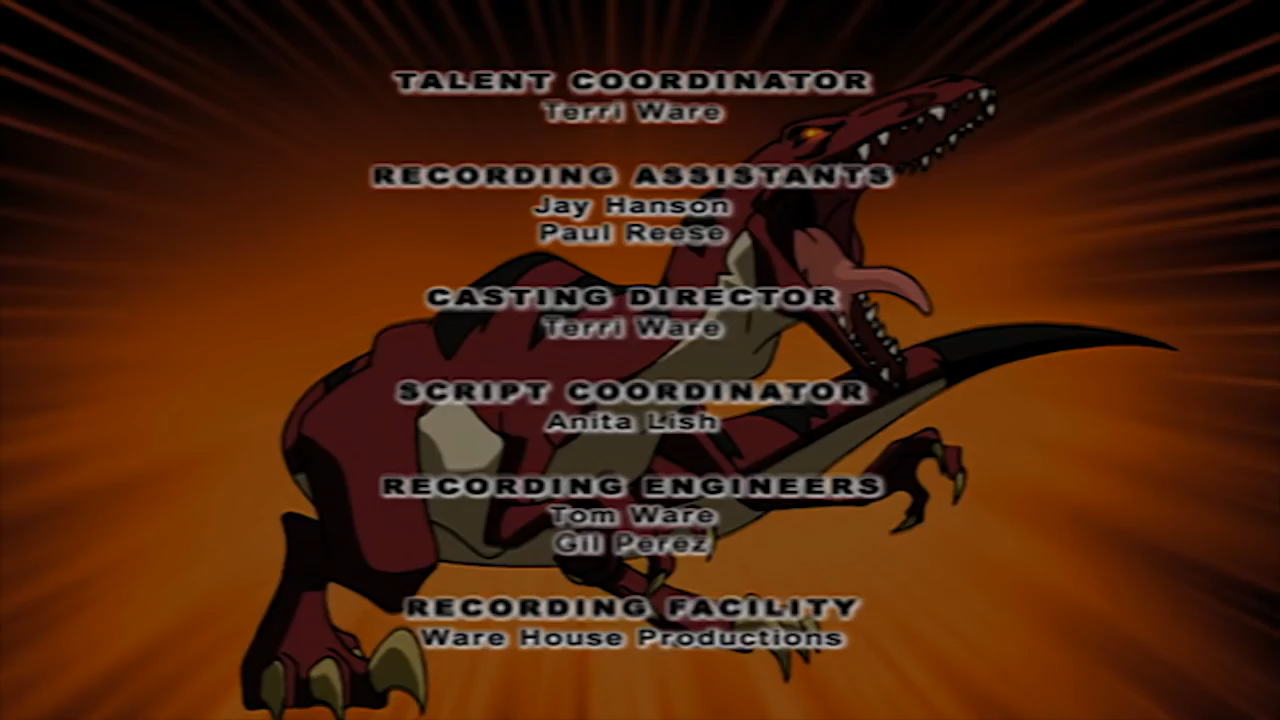 TALENT COORDINATOR
Terri Ware
RECORDING ASSISTANTS
Jay Hanson
Paul Reese
CASTING DIRECTOR
Terri Ware
SCRIPT COORDINATOR
Anita Lish
RECORDING ENGINEERS
Tom Ware
Gil Perez
RECORDING FACILITY
Ware House Productions